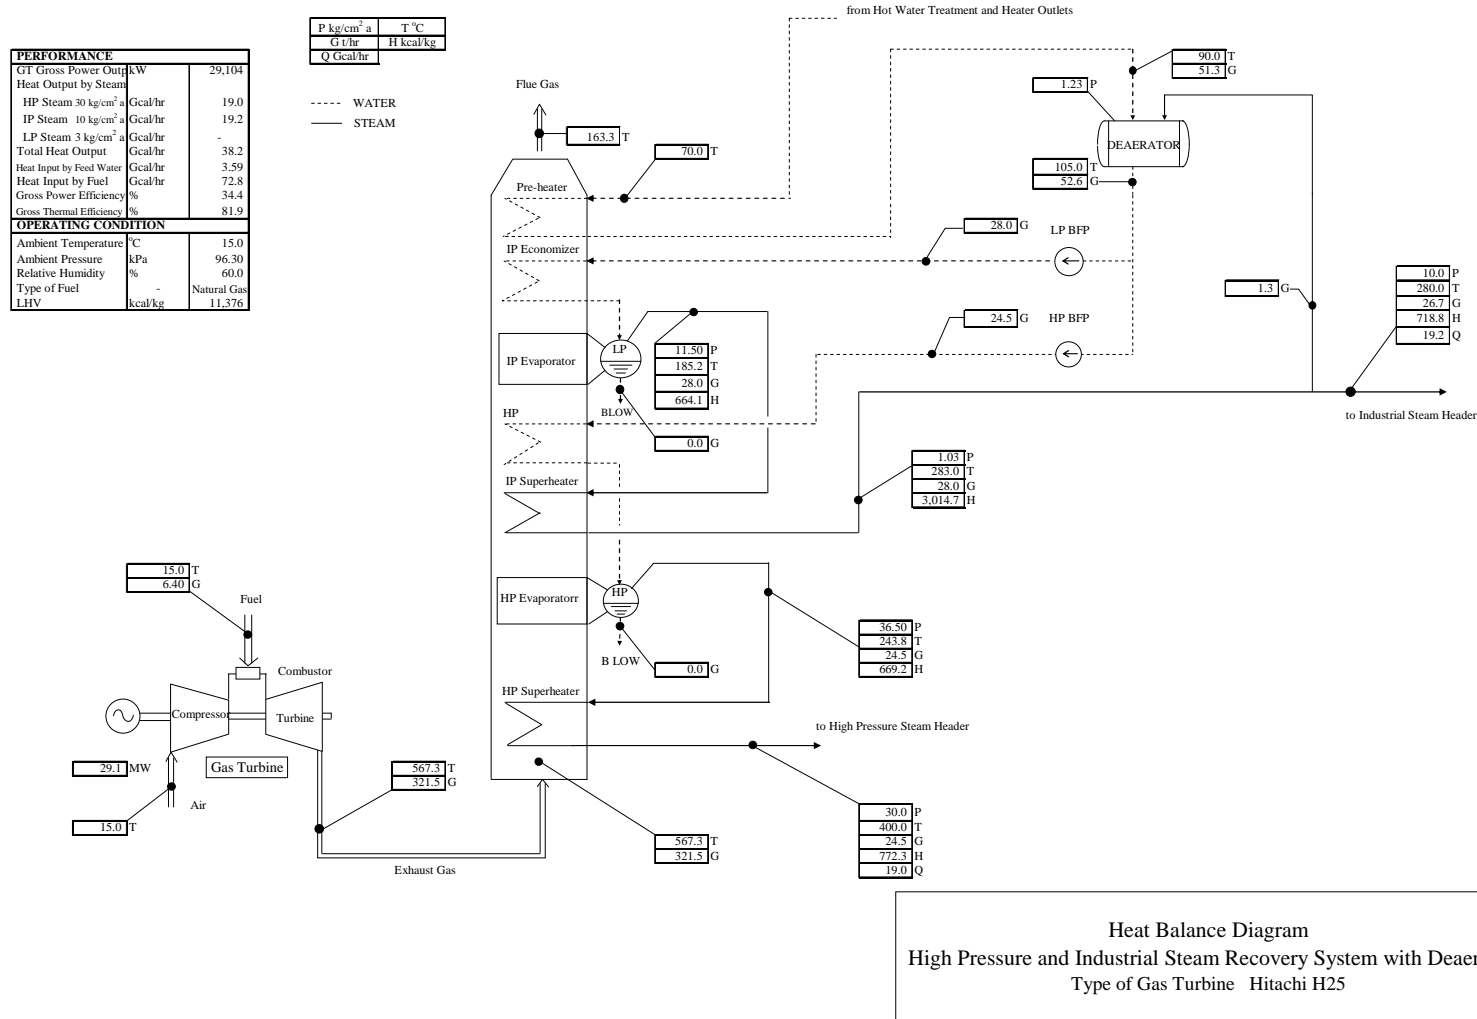 from Hot Water Treatment and Heater Outlets
P kg/cm² a T °C
G t/hr H kcal/kg
Q Gcal/hr
PERFORMANCE
GT Gross Power Outp kW 29,104
Heat Output by Steam
HP Steam 30 kg/cm² a Gcal/hr 19.0
IP Steam 10 kg/cm² a Gcal/hr 19.2
LP Steam 3 kg/cm² a Gcal/hr -
Total Heat Output Gcal/hr 38.2
Heat Input by Feed Water Gcal/hr 3.59
Heat Input by Fuel Gcal/hr 72.8
Gross Power Efficiency % 34.4
Gross Thermal Efficiency % 81.9
OPERATING CONDITION
Ambient Temperature °C 15.0
Ambient Pressure kPa 96.30
Relative Humidity % 60.0
Type of Fuel - Natural Gas
LHV kcal/kg 11,376
WATER
STEAM
Flue Gas
163.3 T
70.0 T
90.0 T
51.3 G
1.23 P
DEAERATOR
105.0 T
52.6 G
Pre-heater
28.0 G
LP BFP
IP Economizer
1.3 G
10.0 P
280.0 T
26.7 G
718.8 H
19.2 Q
to Industrial Steam Header
24.5 G
HP BFP
IP Evaporator
LP
11.50 P
185.2 T
28.0 G
664.1 H
BLOW
0.0 G
HP
1.03 P
283.0 T
28.0 G
3,014.7 H
IP Superheater
HP Evaporatorr
HP
36.50 P
243.8 T
24.5 G
669.2 H
B LOW
0.0 G
HP Superheater
to High Pressure Steam Header
15.0 T
6.40 G
Fuel
Combustor
Compressor
Turbine
29.1 MW
Gas Turbine
Air
15.0 T
567.3 T
321.5 G
Exhaust Gas
567.3 T
321.5 G
30.0 P
400.0 T
24.5 G
772.3 H
19.0 Q
Heat Balance Diagram
High Pressure and Industrial Steam Recovery System with Deaer
Type of Gas Turbine Hitachi H25